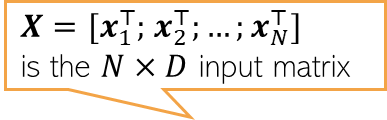 X = [x₁ᵀ; x₂ᵀ; …; x_Nᵀ]
is the N × D input matrix